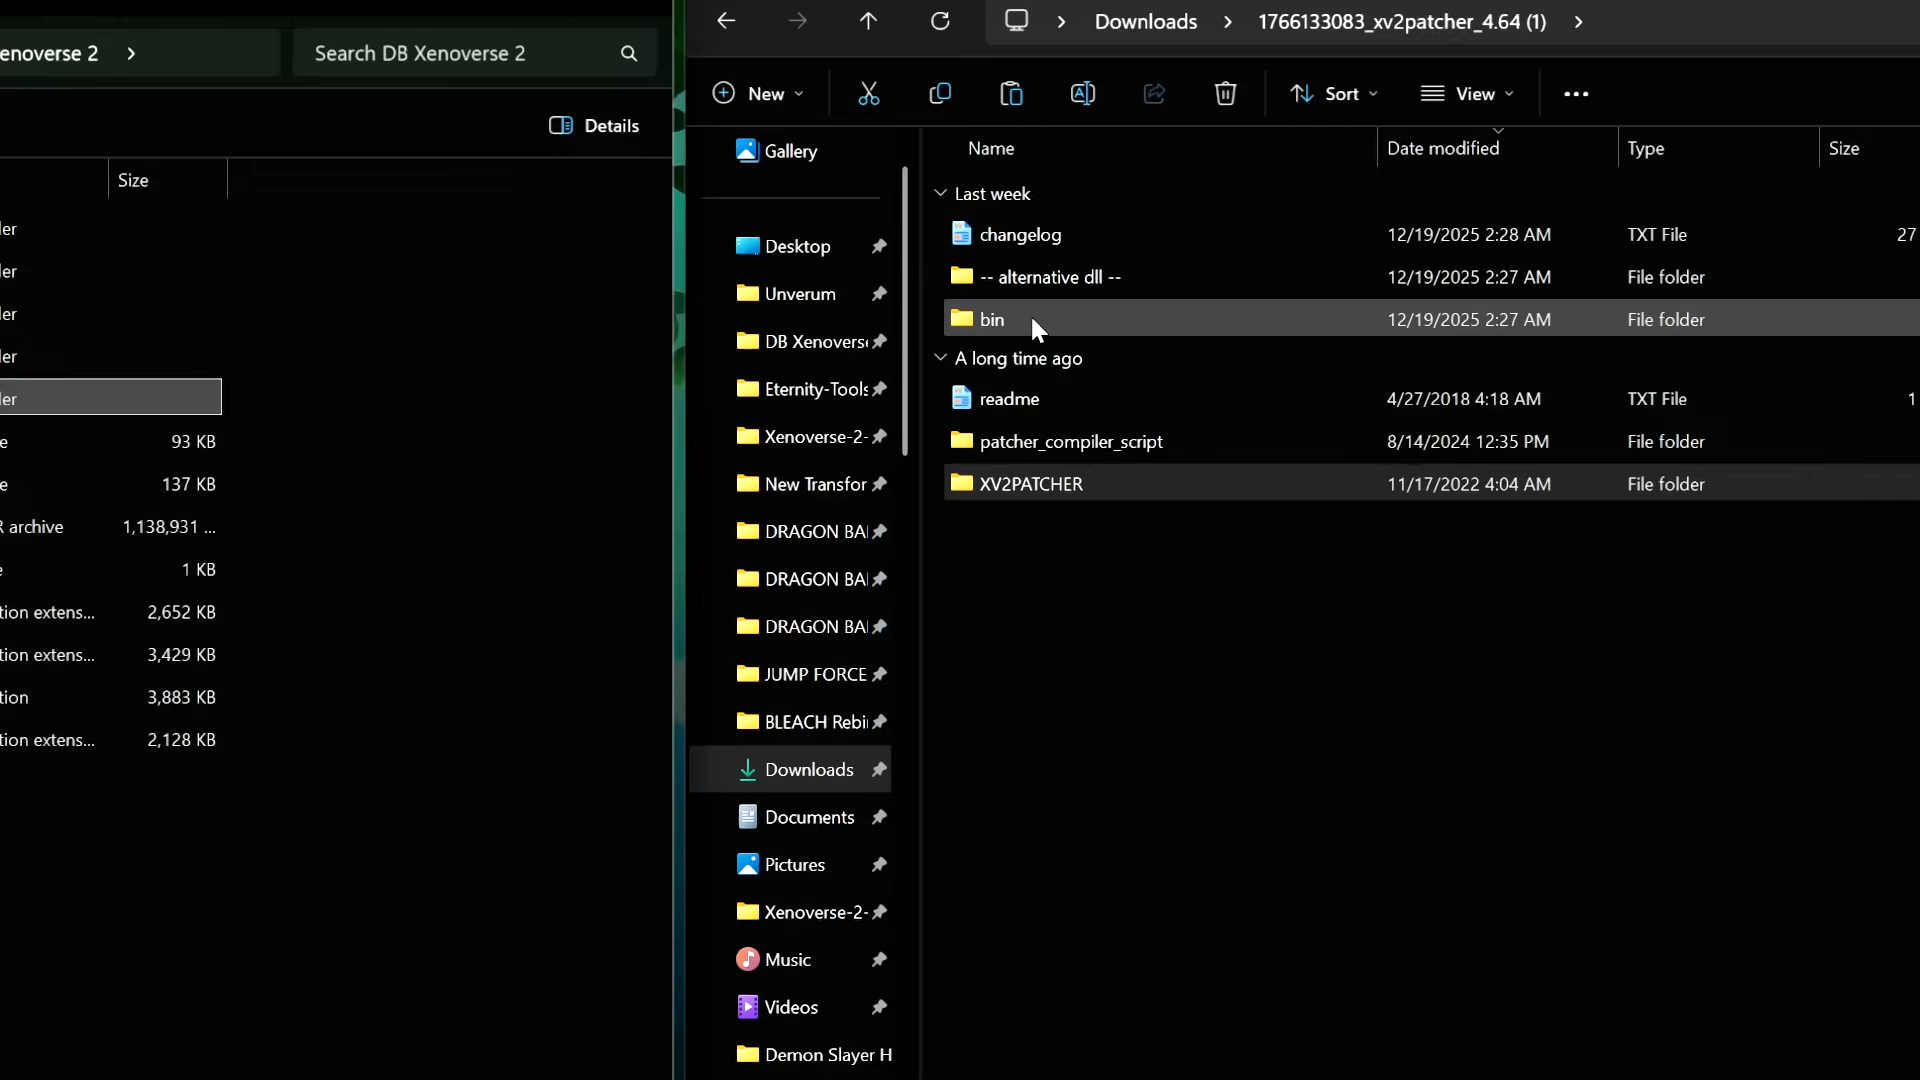 enoverse 2
Search DB Xenoverse 2
Details
Size
ler
ler
ler
ler
ler
e 93 KB
e 137 KB
R archive 1,138,931 ...
e 1 KB
tion extens... 2,652 KB
tion extens... 3,429 KB
tion 3,883 KB
tion extens... 2,128 KB
Downloads 1766133083_xv2patcher_4.64 (1)
New Sort View
Gallery
Desktop
Unverum
DB Xenoverse
Eternity-Tools
Xenoverse-2-
New Transfor
DRAGON BA
DRAGON BA
DRAGON BA
JUMP FORCE
BLEACH Rebi
Downloads
Documents
Pictures
Xenoverse-2-
Music
Videos
Demon Slayer H
Name Date modified Type Size
Last week
changelog 12/19/2025 2:28 AM TXT File 27
-- alternative dll -- 12/19/2025 2:27 AM File folder
bin 12/19/2025 2:27 AM File folder
A long time ago
readme 4/27/2018 4:18 AM TXT File 1
patcher_compiler_script 8/14/2024 12:35 PM File folder
XV2PATCHER 11/17/2022 4:04 AM File folder